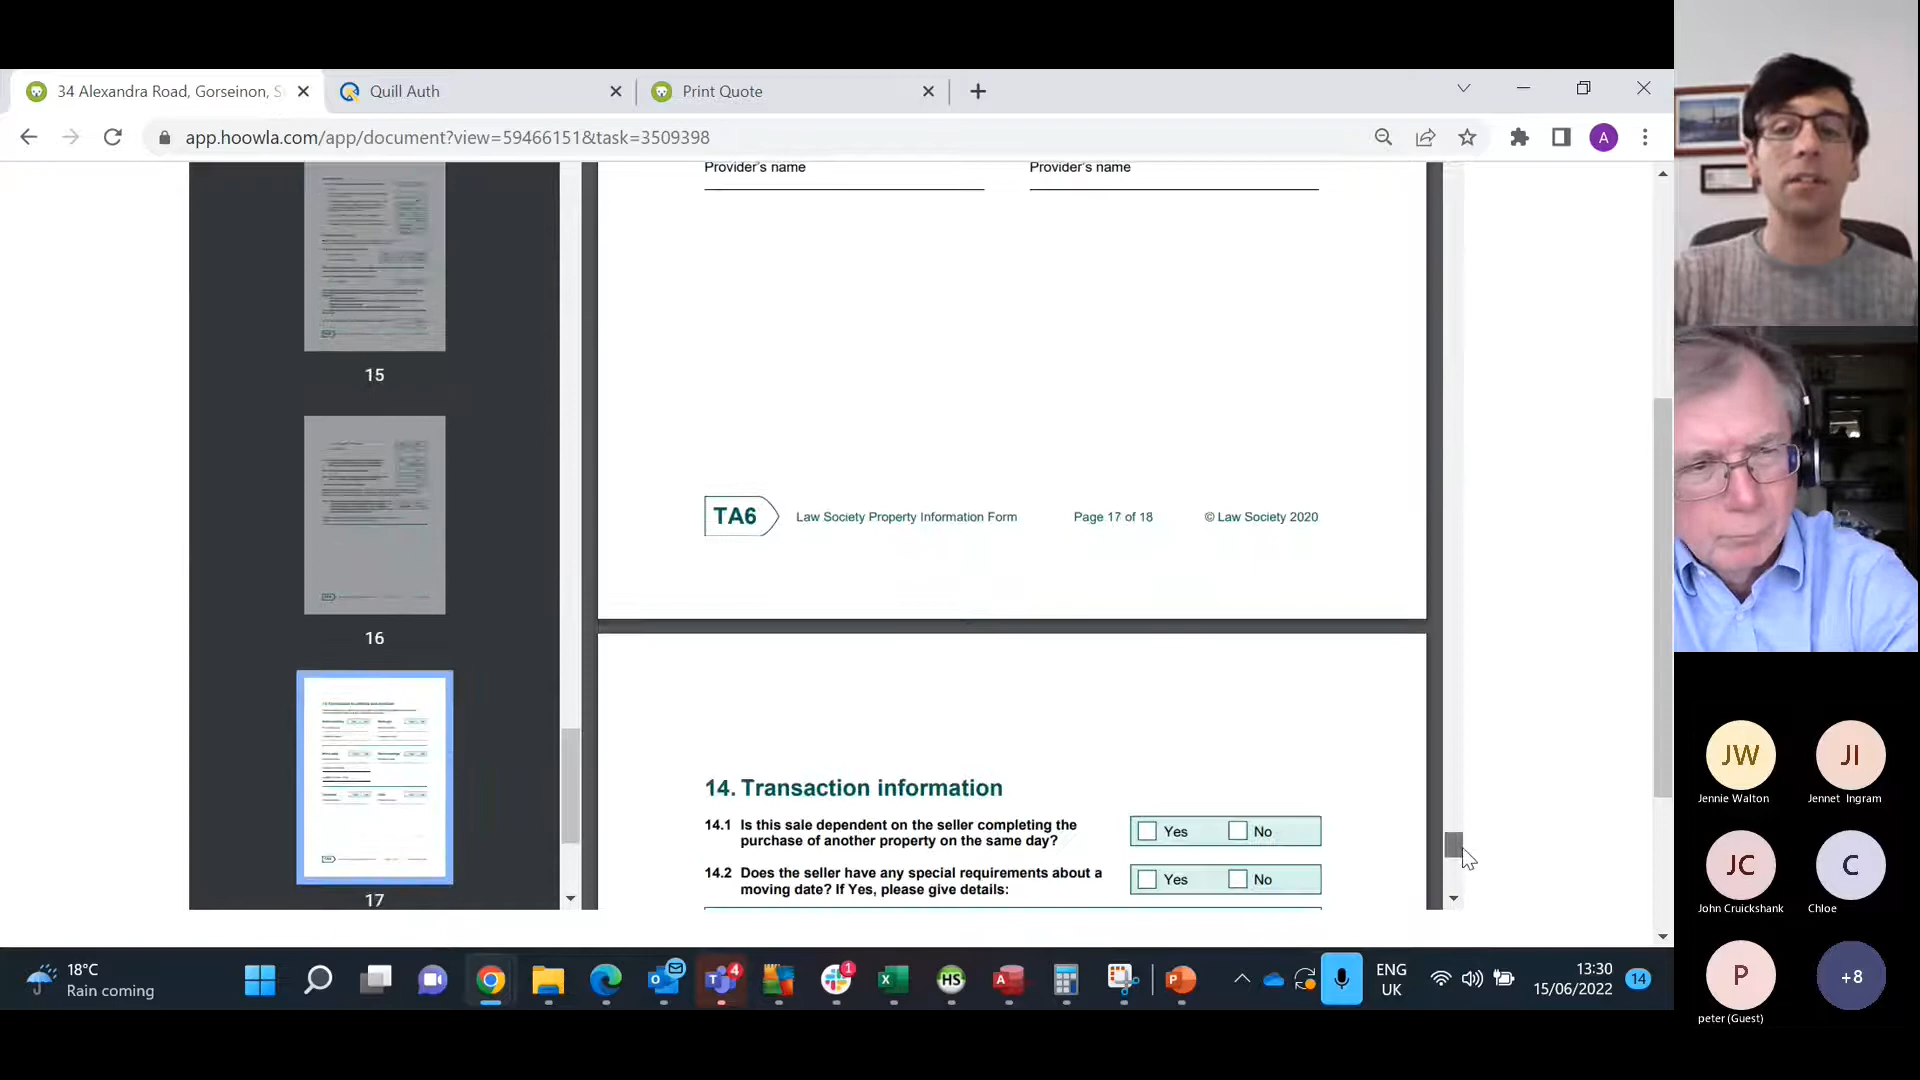 34 Alexandra Road, Gorseinon, S
Quill Auth
Print Quote
app.hoowla.com/app/document?view=59466151&task=3509398
A
15
16
17
Provider's name
Provider's name
TA6
Law Society Property Information Form
Page 17 of 18
© Law Society 2020
14. Transaction information
14.1 Is this sale dependent on the seller completing the
purchase of another property on the same day?
Yes
No
14.2 Does the seller have any special requirements about a
moving date? If Yes, please give details:
Yes
No
JW
Jennie Walton
JI
Jennet Ingram
JC
John Cruickshank
C
Chloe
P
peter (Guest)
+8
18°C
Rain coming
4
1
HS
ENG
UK
13:30
15/06/2022
14